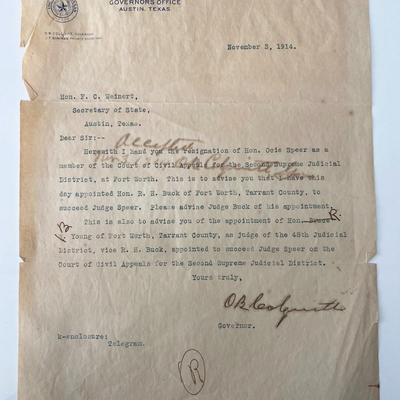 GOVERNOR'S OFFICE
AUSTIN, TEXAS
O. B. COLQUITT, GOVERNOR
November 3, 1914.
Hon. F. C. Weinert,
Secretary of State,
Austin, Texas.
Dear Sir:--
Accepted
Herewith I hand you the resignation of Hon. Ocie Speer as a
member of the Court of Civil Appeals for the Second Supreme Judicial
District, at Fort Worth. This is to advise you that I have this
day appointed Hon. R. H. Buck of Fort Worth, Tarrant County, to
succeed Judge Speer. Please advise Judge Buck of his appointment.
This is also to advise you of the appointment of Hon. R.
Young of Fort Worth, Tarrant County, as Judge of the 48th Judicial
District, vice R. H. Buck, appointed to succeed Judge Speer on the
Court of Civil Appeals for the Second Supreme Judicial District.
Yours truly,
O B Colquitt
Governor.
k-enclosure:
Telegram.
R